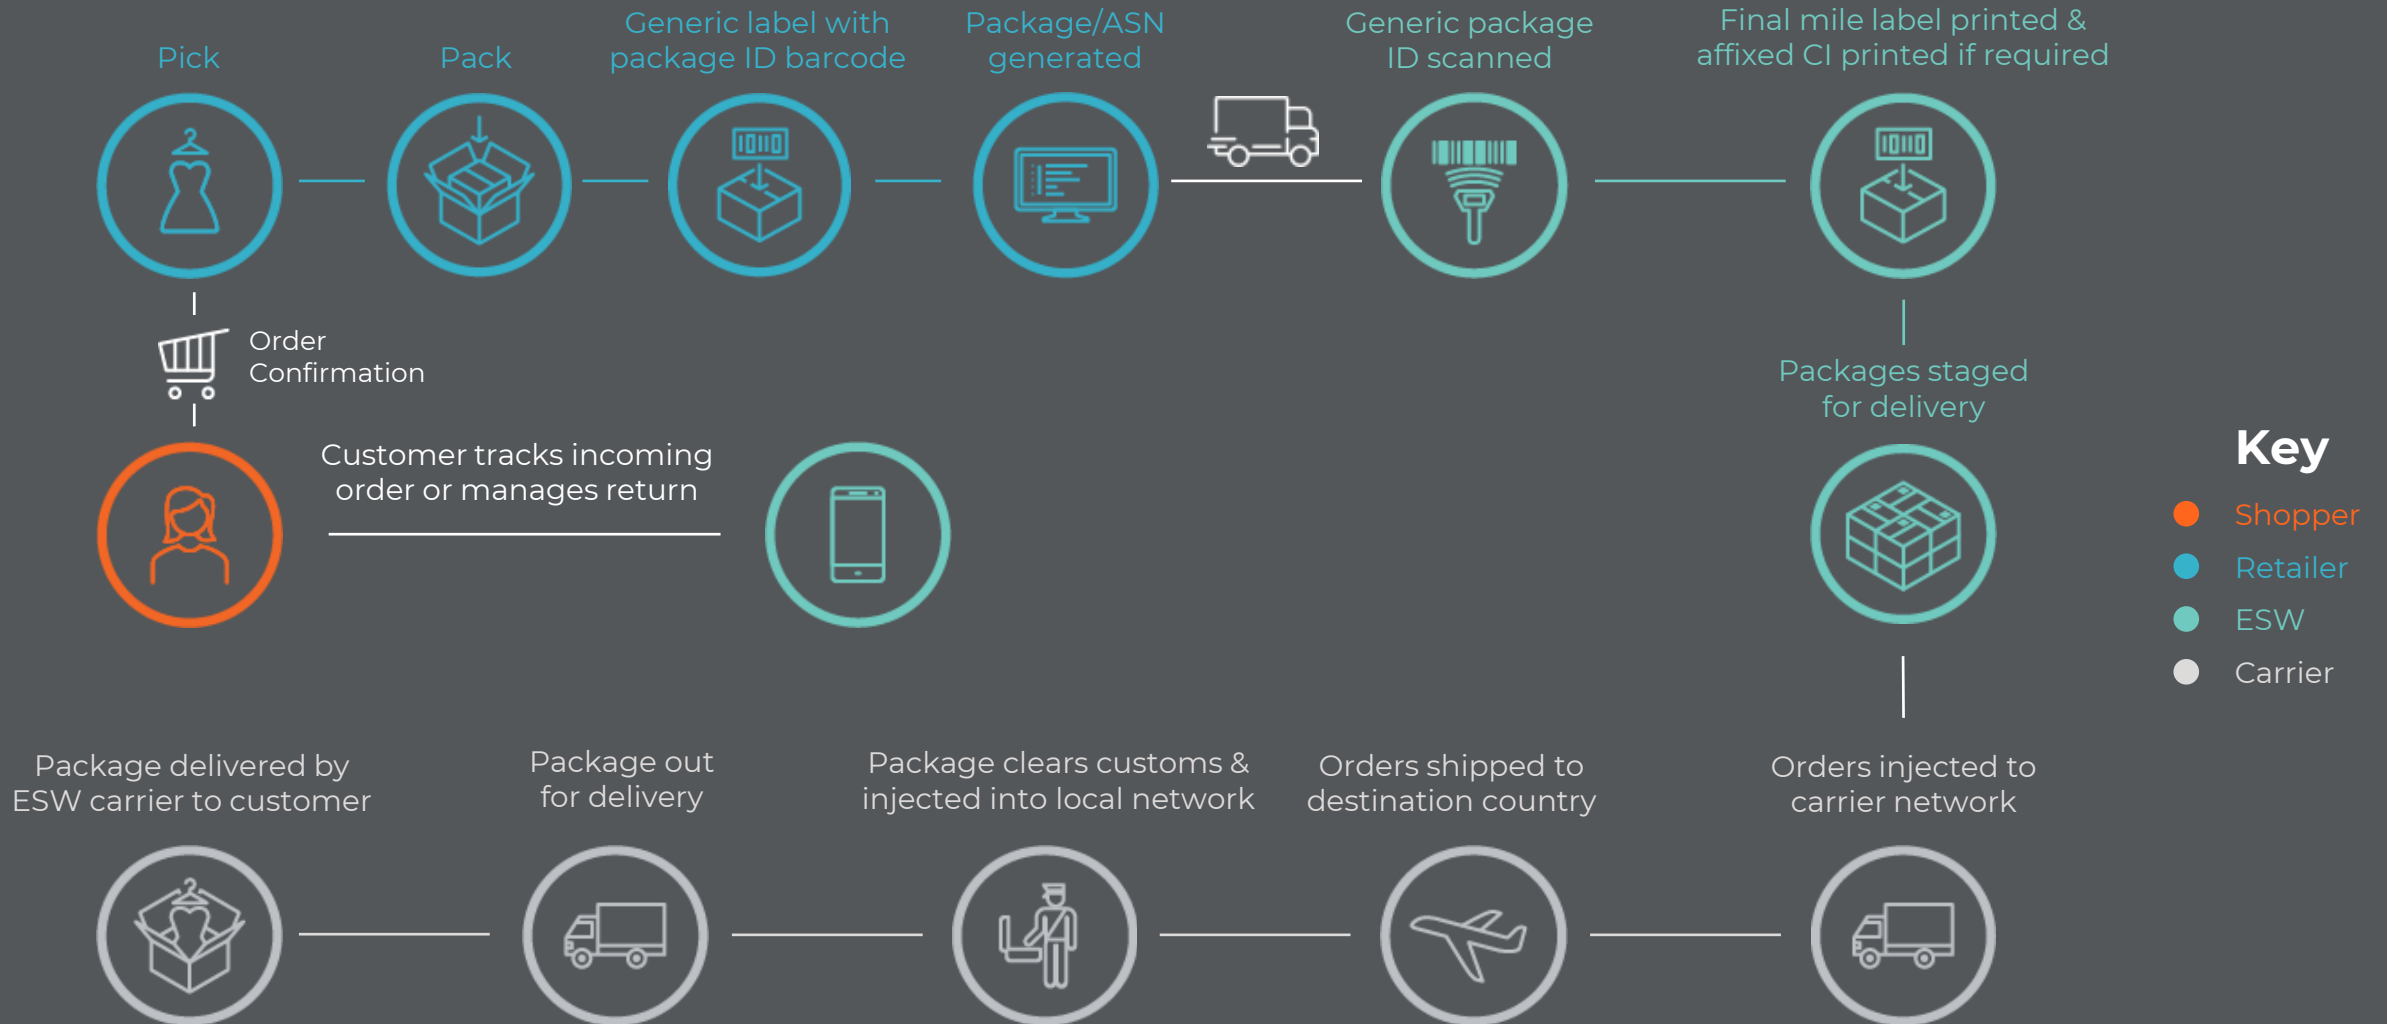 Pick
Pack
Generic label with
package ID barcode
Package/ASN
generated
Generic package
ID scanned
Final mile label printed &
affixed CI printed if required
Order
Confirmation
Customer tracks incoming
order or manages return
Packages staged
for delivery
Key
Shopper
Retailer
ESW
Carrier
Package delivered by
ESW carrier to customer
Package out
for delivery
Package clears customs &
injected into local network
Orders shipped to
destination country
Orders injected to
carrier network